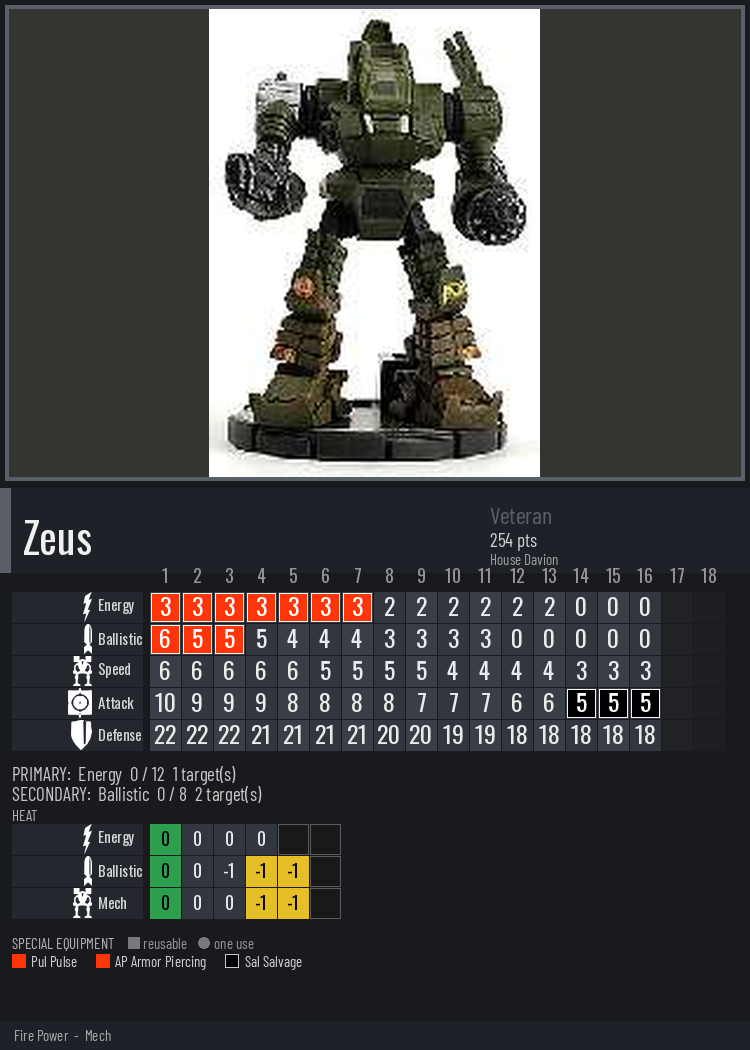 Zeus
Veteran
254 pts
House Davion
1 2 3 4 5 6 7 8 9 10 11 12 13 14 15 16 17 18
Energy 3 3 3 3 3 3 3 2 2 2 2 2 2 0 0 0
Ballistic 6 5 5 5 4 4 4 3 3 3 3 0 0 0 0 0
Speed 6 6 6 6 6 5 5 5 5 4 4 4 4 3 3 3
Attack 10 9 9 9 8 8 8 8 7 7 7 6 6 5 5 5
Defense 22 22 22 21 21 21 21 20 20 19 19 18 18 18 18 18
PRIMARY: Energy 0 / 12 1 target(s)
SECONDARY: Ballistic 0 / 8 2 target(s)
HEAT
Energy 0 0 0 0
Ballistic 0 0 -1 -1 -1
Mech 0 0 0 -1 -1
SPECIAL EQUIPMENT reusable one use
Pul Pulse AP Armor Piercing Sal Salvage
Fire Power - Mech